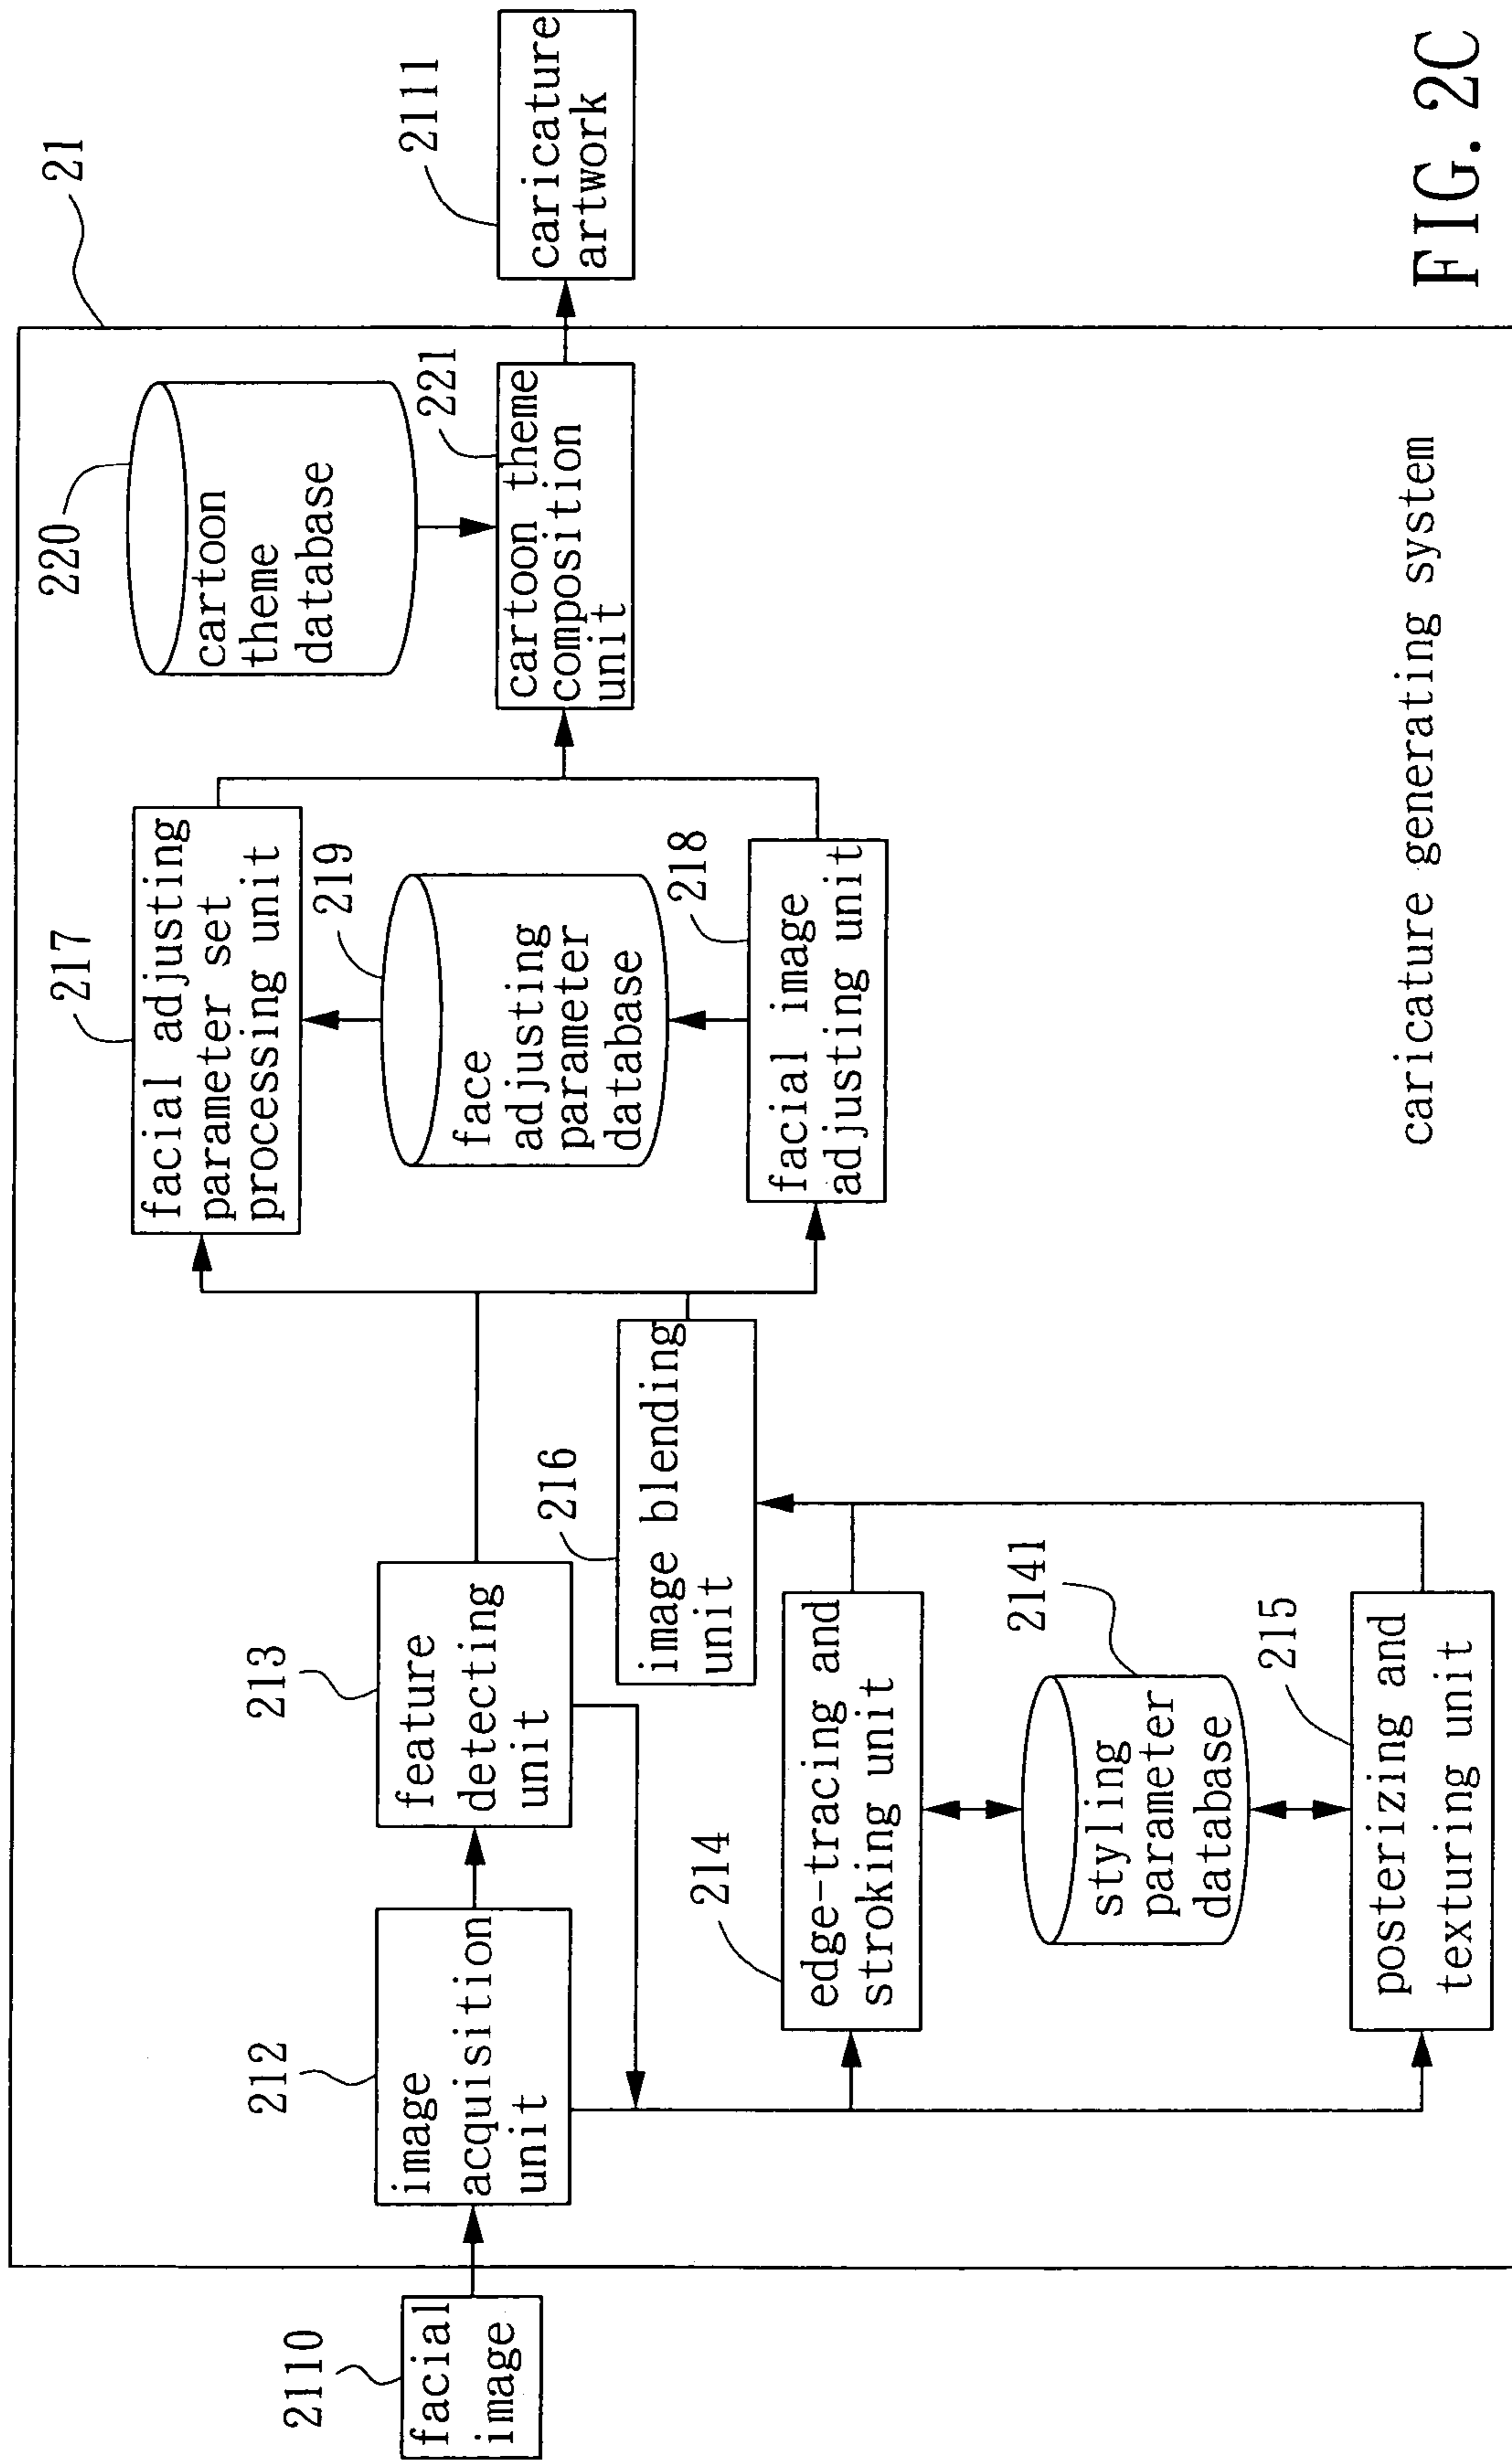 2110
facial
image
212
image
acquisition
unit
213
feature
detecting
unit
214
edge-tracing and
stroking unit
2141
styling
parameter
database
215
posterizing and
texturing unit
216
image blending
unit
217
facial adjusting
parameter set
processing unit
219
face
adjusting
parameter
database
218
facial image
adjusting unit
220
cartoon
theme
database
221
cartoon theme
composition
unit
21
2111
caricature
artwork
caricature generating system
FIG. 2C